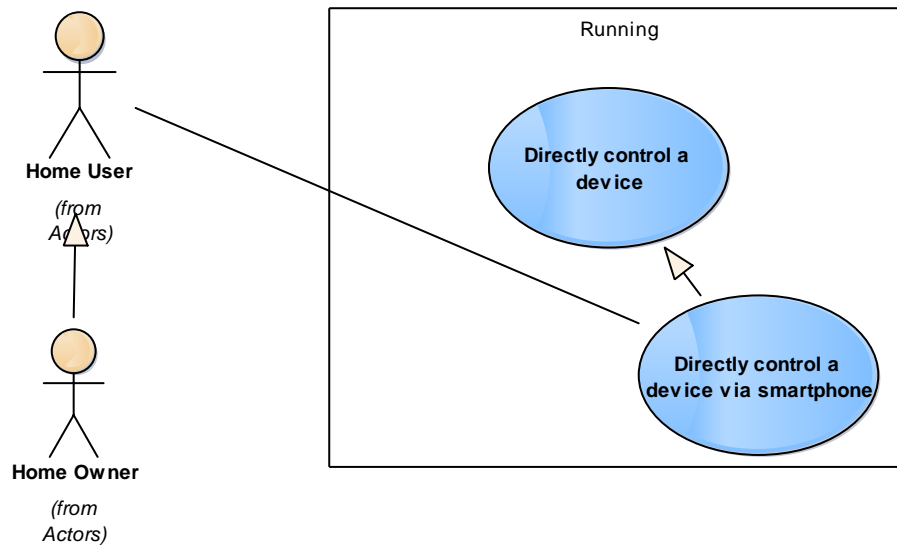 Running
Home User
(from
Actors)
Directly control a
device
Directly control a
device via smartphone
Home Owner
(from
Actors)